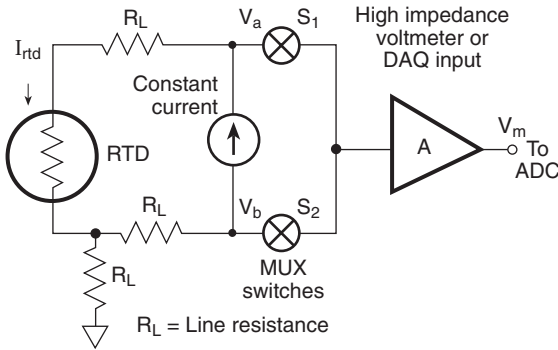 R_L
V_a
S_1
High impedance
voltmeter or
DAQ input
I_rtd
Constant
current
RTD
A
V_m
To
ADC
R_L
V_b
S_2
R_L
MUX
switches
R_L = Line resistance